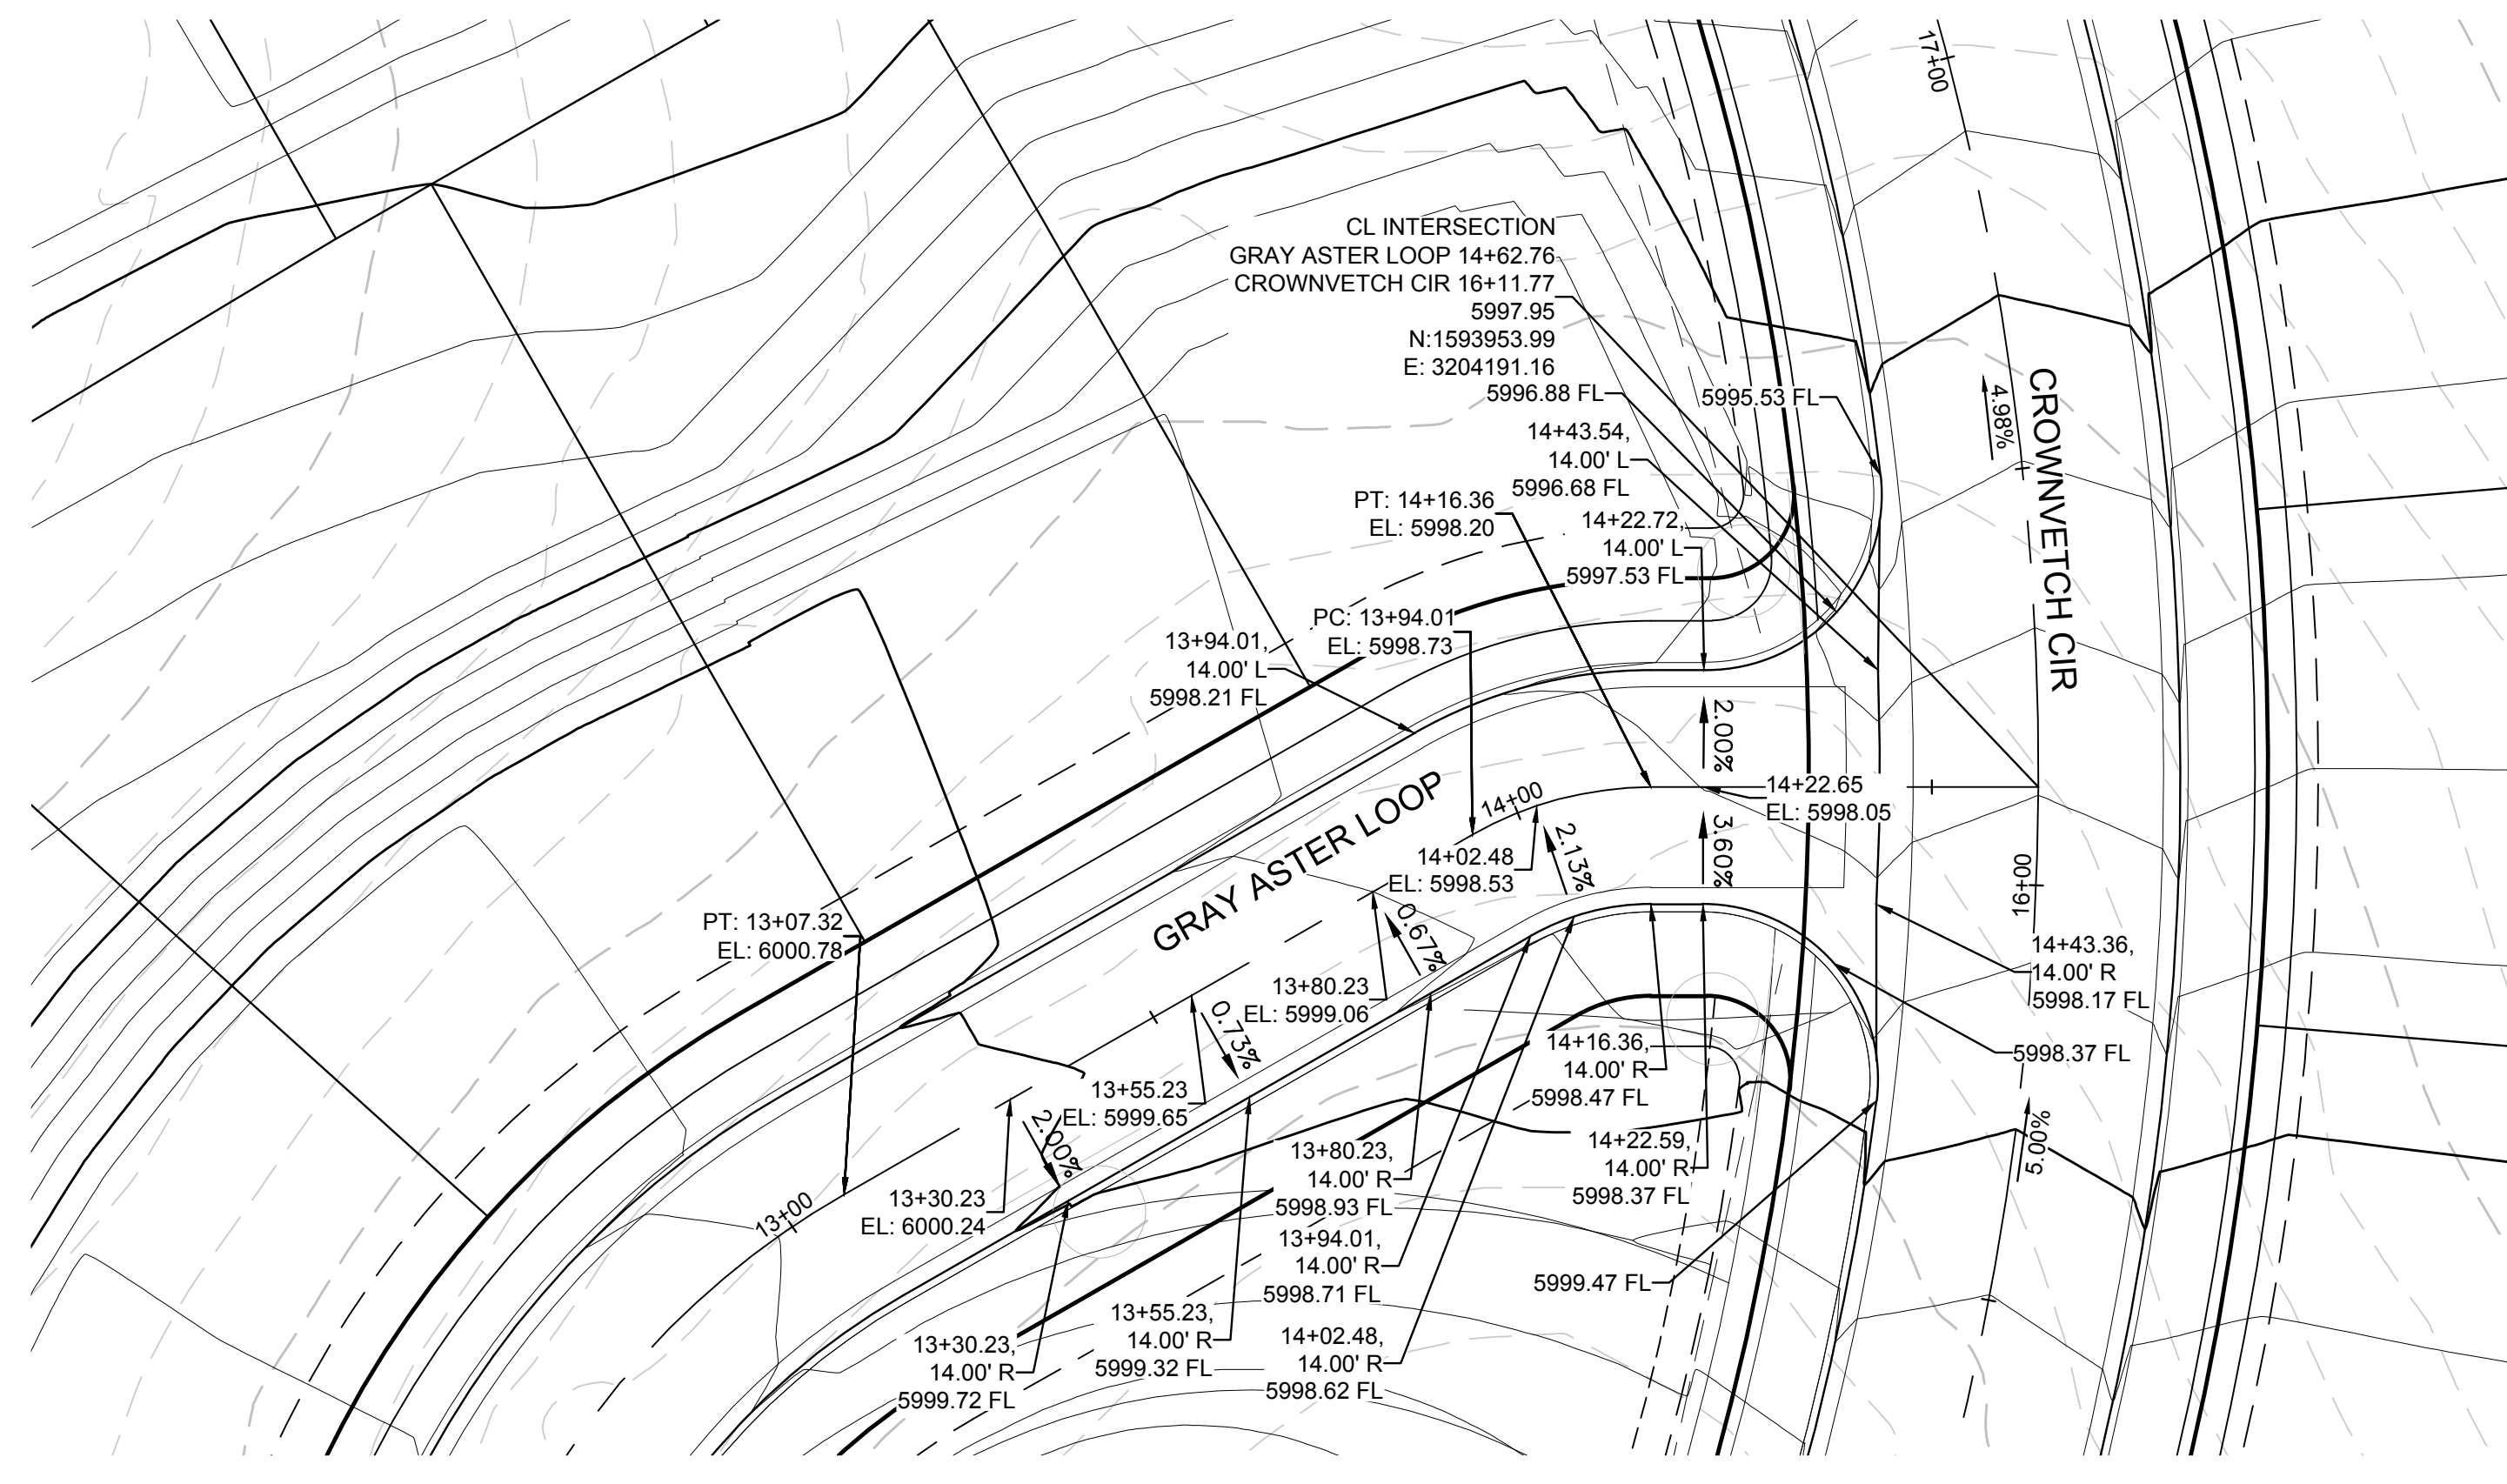 17+00
CL INTERSECTION
GRAY ASTER LOOP 14+62.76
CROWNVETCH CIR 16+11.77
5997.95
N:1593953.99
E: 3204191.16
5996.88 FL
5995.53 FL
4.98%
CROWNVETCH CIR
14+43.54,
14.00' L
5996.68 FL
PT: 14+16.36
EL: 5998.20
14+22.72,
14.00' L
5997.53 FL
PC: 13+94.01
EL: 5998.73
13+94.01,
14.00' L
5998.21 FL
2.00%
14+22.65
EL: 5998.05
GRAY ASTER LOOP
14+00
14+02.48
EL: 5998.53
2.13%
3.60%
16+00
PT: 13+07.32
EL: 6000.78
0.67%
14+43.36,
14.00' R
5998.17 FL
13+80.23
EL: 5999.06
0.73%
5998.37 FL
14+16.36,
14.00' R
5998.47 FL
13+55.23
EL: 5999.65
2.00%
5.00%
13+80.23,
14.00' R
5998.93 FL
14+22.59,
14.00' R
5998.37 FL
13+00
13+30.23
EL: 6000.24
13+94.01,
14.00' R
5998.71 FL
5999.47 FL
13+55.23,
14.00' R
5999.32 FL
14+02.48,
14.00' R
5998.62 FL
13+30.23,
14.00' R
5999.72 FL